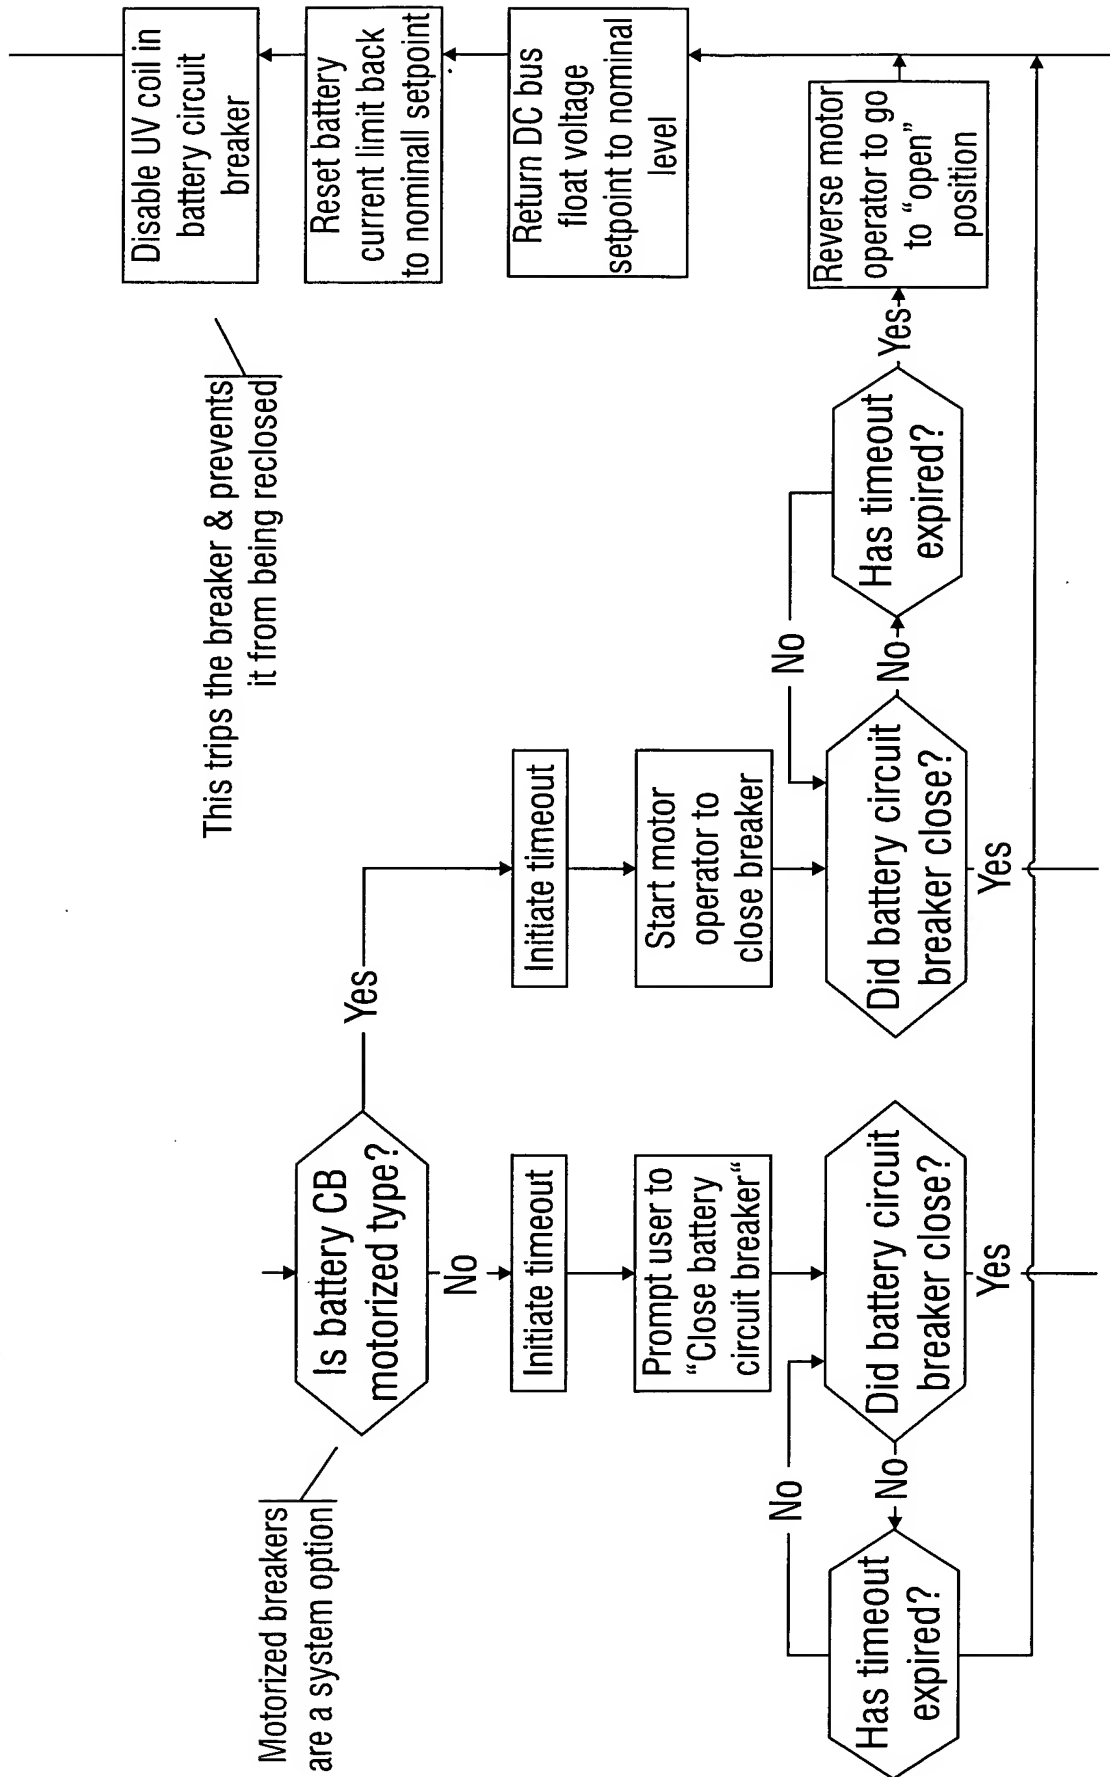 Motorized breakers
are a system option
Is battery CB
motorized type?
Yes
No
Initiate timeout
Prompt user to
“Close battery
circuit breaker“
Did battery circuit
breaker close?
Yes
No
Has timeout
expired?
No
Initiate timeout
Start motor
operator to
close breaker
Did battery circuit
breaker close?
Yes
No
Has timeout
expired?
No
Yes
Reverse motor
operator to go
to “open”
position
Return DC bus
float voltage
setpoint to nominal
level
Reset battery
current limit back
to nominall setpoint
Disable UV coil in
battery circuit
breaker
This trips the breaker & prevents
it from being reclosed